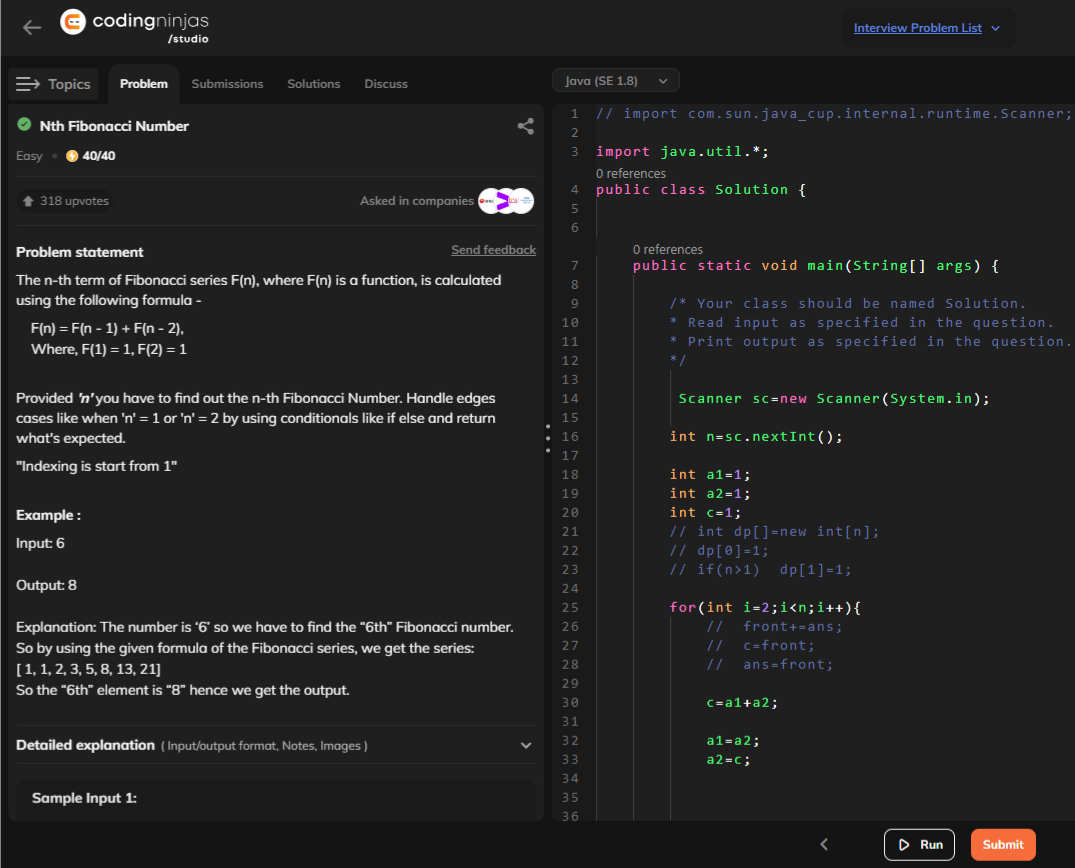 codingninjas
/studio
Interview Problem List
Topics
Problem
Submissions
Solutions
Discuss
Java (SE 1.8)
Nth Fibonacci Number
Easy
40/40
318 upvotes
Asked in companies
Problem statement
Send feedback
The n-th term of Fibonacci series F(n), where F(n) is a function, is calculated
using the following formula -
F(n) = F(n - 1) + F(n - 2),
Where, F(1) = 1, F(2) = 1
Provided 'n' you have to find out the n-th Fibonacci Number. Handle edges
cases like when 'n' = 1 or 'n' = 2 by using conditionals like if else and return
what's expected.
"Indexing is start from 1"
Example :
Input: 6
Output: 8
Explanation: The number is ‘6’ so we have to find the “6th” Fibonacci number.
So by using the given formula of the Fibonacci series, we get the series:
[ 1, 1, 2, 3, 5, 8, 13, 21]
So the “6th” element is “8” hence we get the output.
Detailed explanation ( Input/output format, Notes, Images )
Sample Input 1:
1 // import com.sun.java_cup.internal.runtime.Scanner;
2
3 import java.util.*;
0 references
4 public class Solution {
5
6
0 references
7 public static void main(String[] args) {
8
9 /* Your class should be named Solution.
10 * Read input as specified in the question.
11 * Print output as specified in the question.
12 */
13
14 Scanner sc=new Scanner(System.in);
15
16 int n=sc.nextInt();
17
18 int a1=1;
19 int a2=1;
20 int c=1;
21 // int dp[]=new int[n];
22 // dp[0]=1;
23 // if(n>1)  dp[1]=1;
24
25 for(int i=2;i<n;i++){
26 //  front+=ans;
27 //  c=front;
28 //  ans=front;
29
30 c=a1+a2;
31
32 a1=a2;
33 a2=c;
34
35
36
Run
Submit